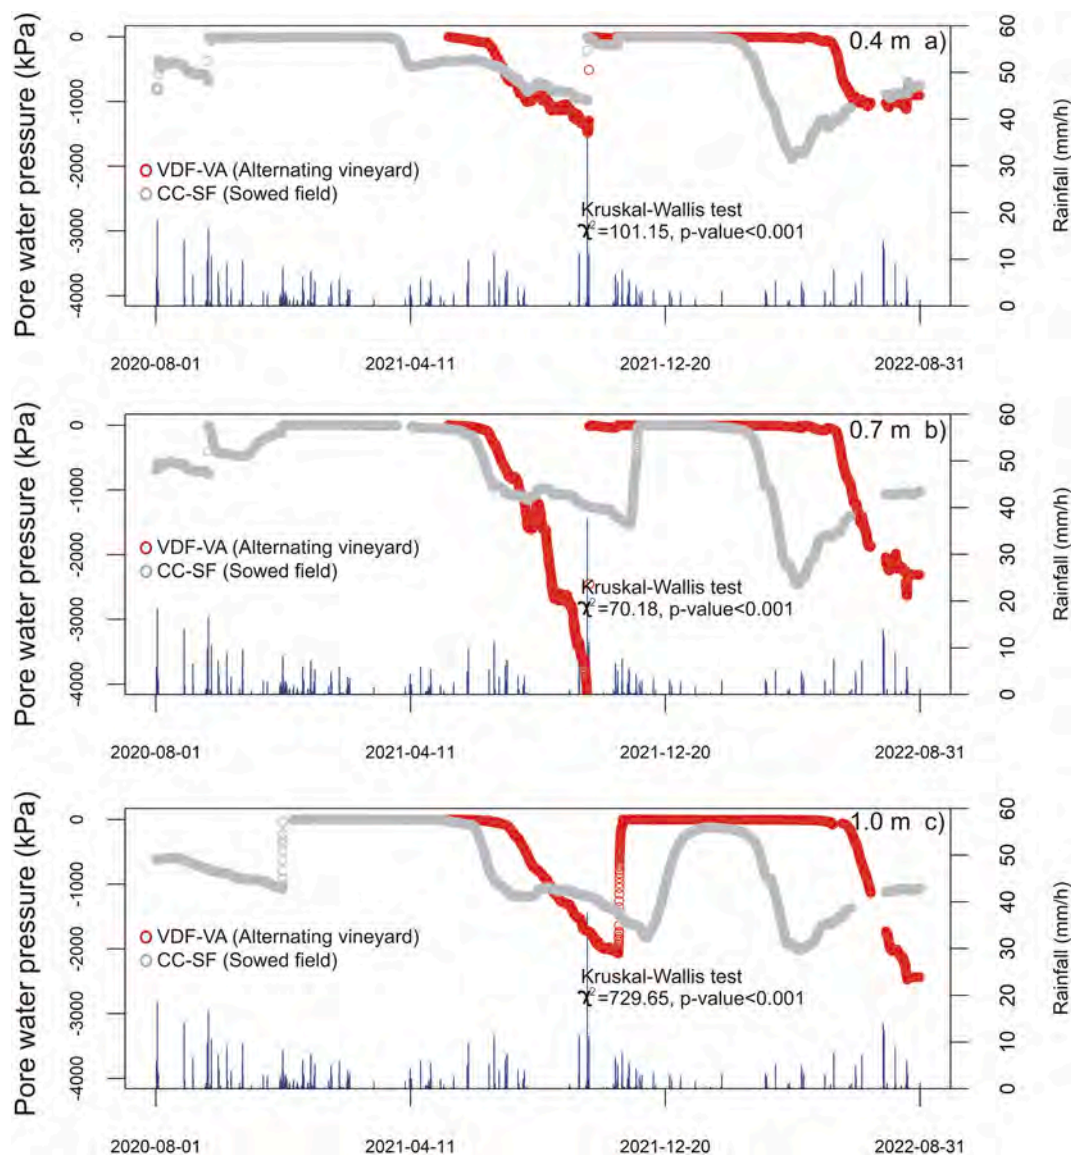 Pore water pressure (kPa)
0
-1000
-2000
-3000
-4000
0.4 m a)
VDF-VA (Alternating vineyard)
CC-SF (Sowed field)
Kruskal-Wallis test
χ²=101.15, p-value<0.001
60
50
40
30
20
10
0
Rainfall (mm/h)
2020-08-01 2021-04-11 2021-12-20 2022-08-31
Pore water pressure (kPa)
0
-1000
-2000
-3000
-4000
0.7 m b)
VDF-VA (Alternating vineyard)
CC-SF (Sowed field)
Kruskal-Wallis test
χ²=70.18, p-value<0.001
60
50
40
30
20
10
0
Rainfall (mm/h)
2020-08-01 2021-04-11 2021-12-20 2022-08-31
Pore water pressure (kPa)
0
-1000
-2000
-3000
-4000
1.0 m c)
VDF-VA (Alternating vineyard)
CC-SF (Sowed field)
Kruskal-Wallis test
χ²=729.65, p-value<0.001
60
50
40
30
20
10
0
Rainfall (mm/h)
2020-08-01 2021-04-11 2021-12-20 2022-08-31